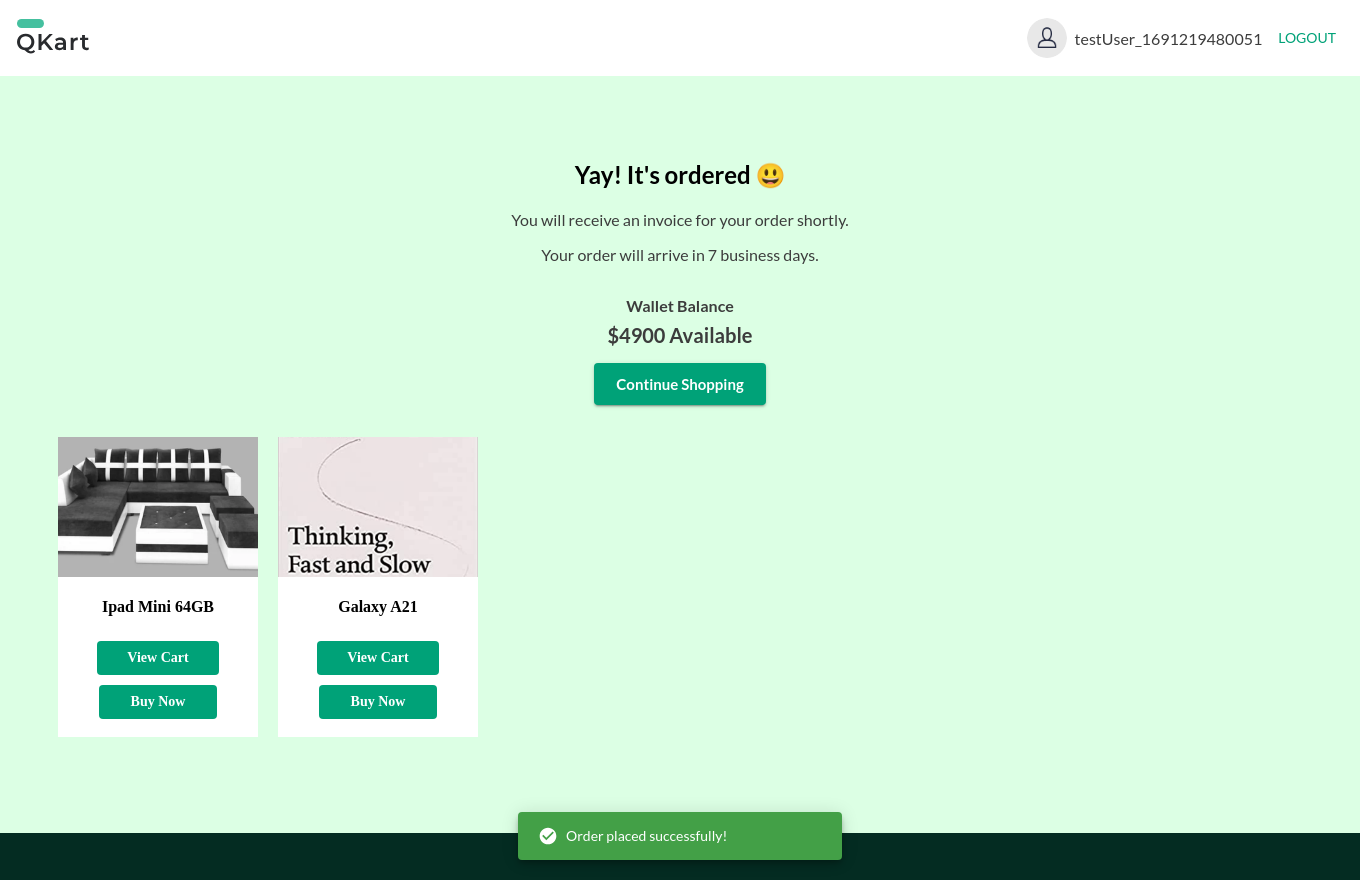 QKart
testUser_1691219480051
LOGOUT
Yay! It's ordered 😃
You will receive an invoice for your order shortly.
Your order will arrive in 7 business days.
Wallet Balance
$4900 Available
Continue Shopping
Thinking,
Fast and Slow
Ipad Mini 64GB
View Cart
Buy Now
Galaxy A21
View Cart
Buy Now
Order placed successfully!